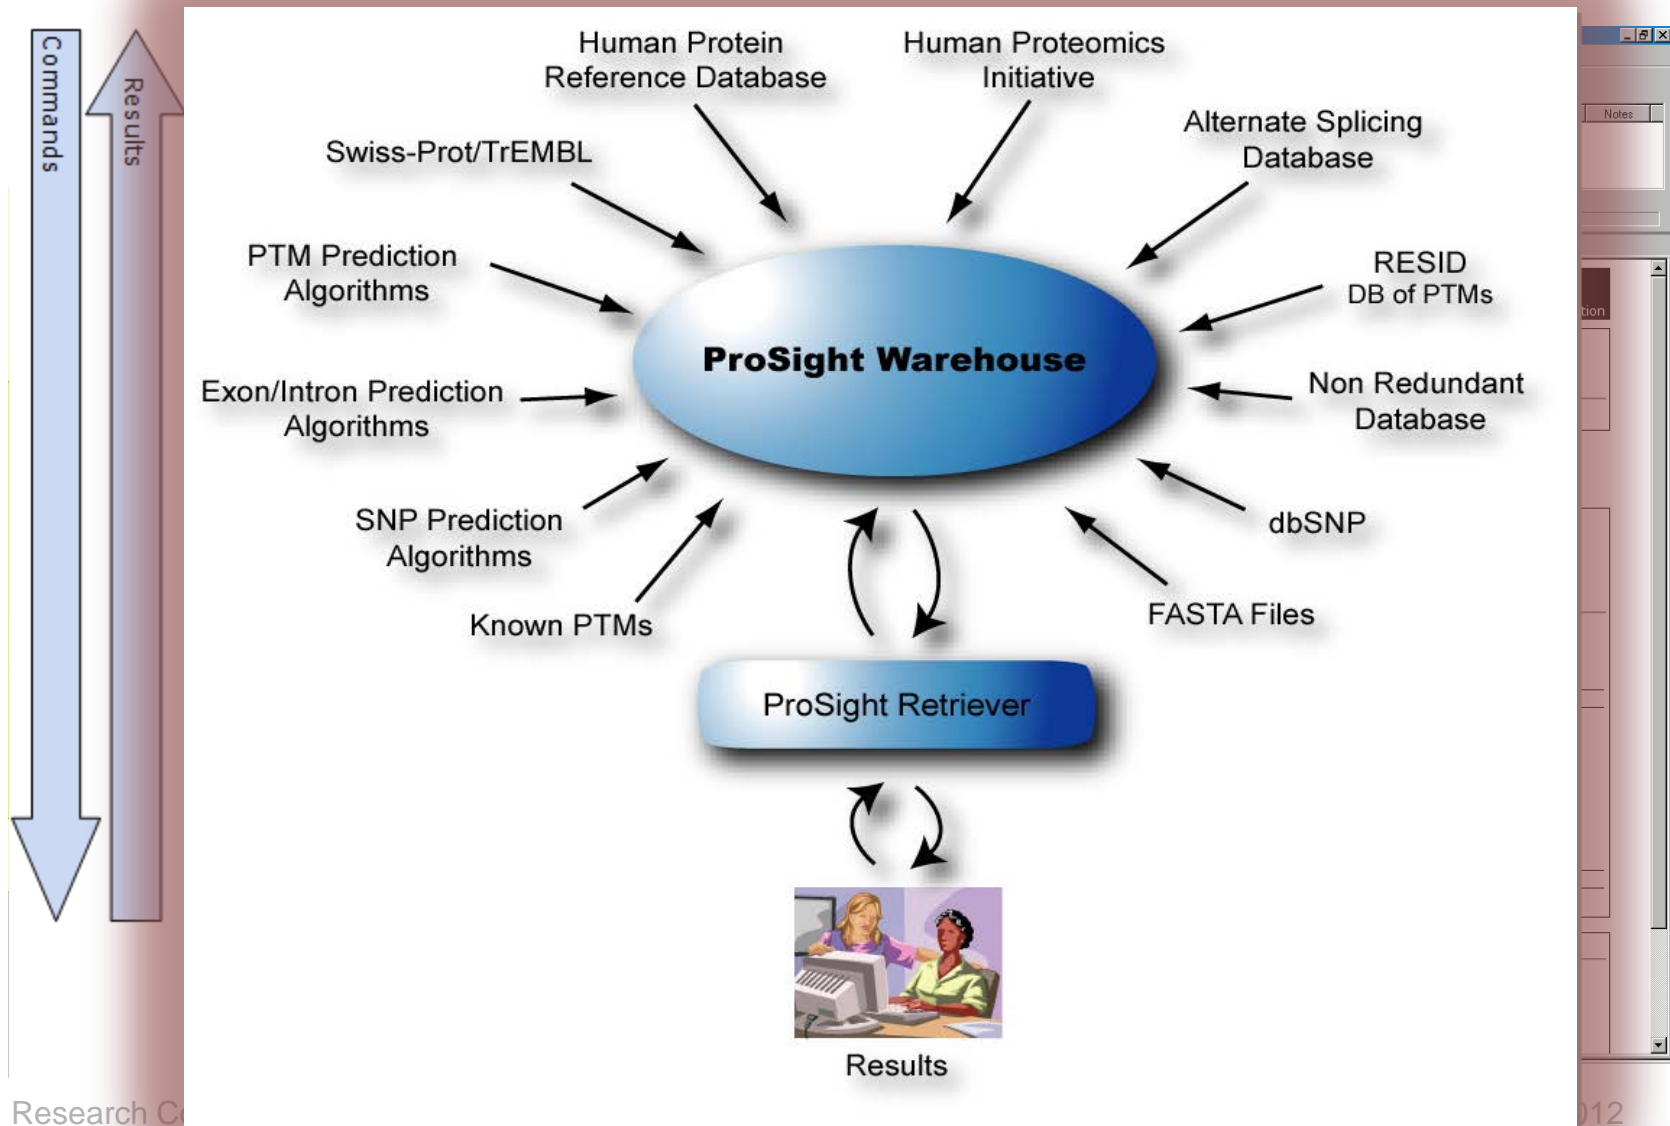 Commands
Results
Human Protein
Reference Database
Human Proteomics
Initiative
Alternate Splicing
Database
Swiss-Prot/TrEMBL
PTM Prediction
Algorithms
RESID
DB of PTMs
ProSight Warehouse
Exon/Intron Prediction
Algorithms
Non Redundant
Database
SNP Prediction
Algorithms
dbSNP
Known PTMs
FASTA Files
ProSight Retriever
Results
Notes
Research